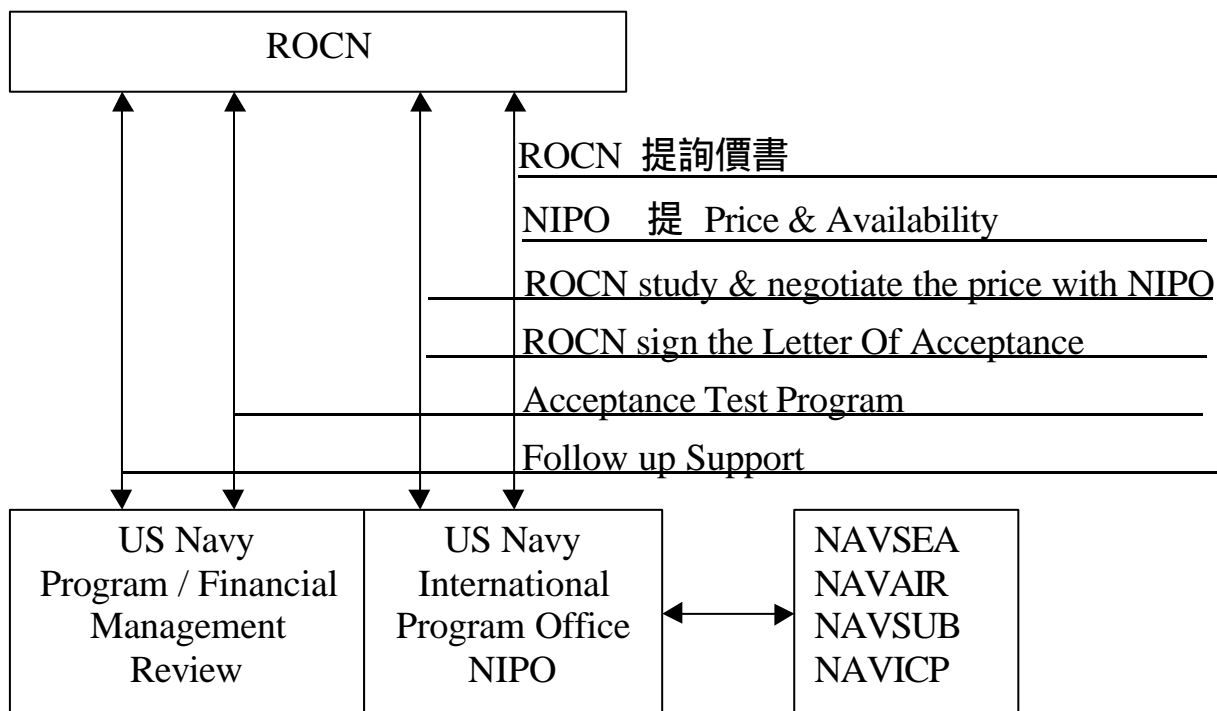 ROCN
ROCN 提詢價書
NIPO 提 Price & Availability
ROCN study & negotiate the price with NIPO
ROCN sign the Letter Of Acceptance
Acceptance Test Program
Follow up Support
US Navy
Program / Financial
Management
Review
US Navy
International
Program Office
NIPO
NAVSEA
NAVAIR
NAVSUB
NAVICP